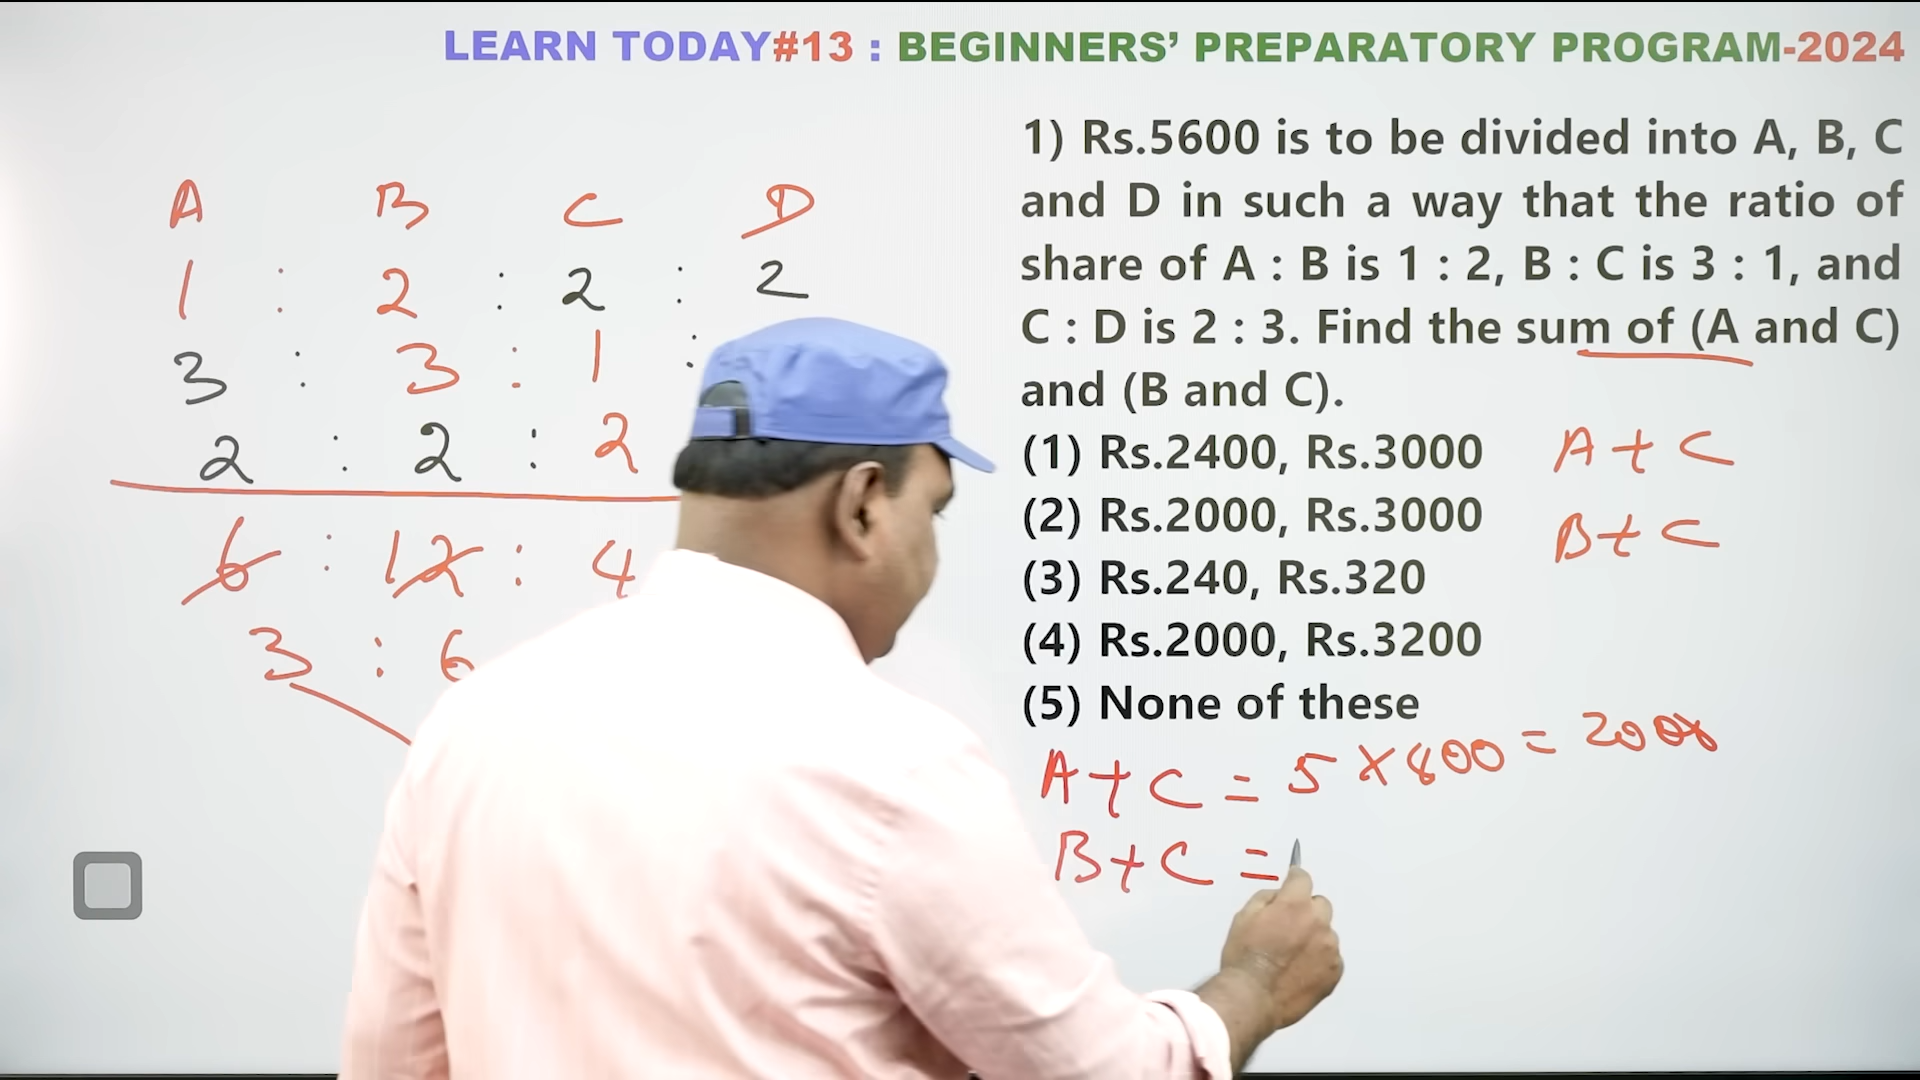 LEARN TODAY#13 : BEGINNERS’ PREPARATORY PROGRAM-2024
A B C D
1 : 2 : 2 : 2
3 : 3 : 1 :
2 : 2 : 2
6 : 12 : 4
3 : 6
1) Rs.5600 is to be divided into A, B, C
and D in such a way that the ratio of
share of A : B is 1 : 2, B : C is 3 : 1, and
C : D is 2 : 3. Find the sum of (A and C)
and (B and C).
(1) Rs.2400, Rs.3000
(2) Rs.2000, Rs.3000
(3) Rs.240, Rs.320
(4) Rs.2000, Rs.3200
(5) None of these
A + C
B + C
A + C = 5 × 400 = 2000
B + C =